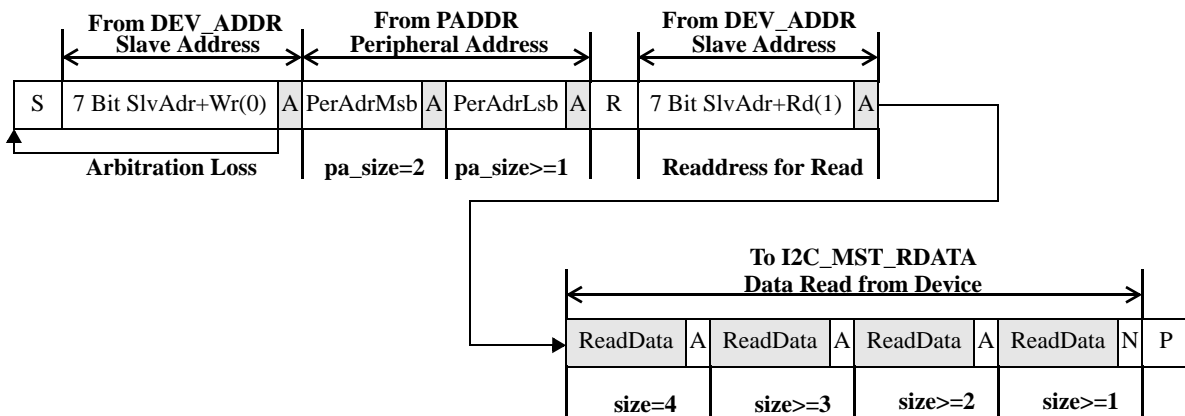 From DEV_ADDR From PADDR From DEV_ADDR
Slave Address Peripheral Address Slave Address
S 7 Bit SlvAdr+Wr(0) A PerAdrMsb A PerAdrLsb A R 7 Bit SlvAdr+Rd(1) A
Arbitration Loss pa_size=2 pa_size>=1 Readdress for Read
To I2C_MST_RDATA
Data Read from Device
ReadData A ReadData A ReadData A ReadData N P
size=4 size>=3 size>=2 size>=1